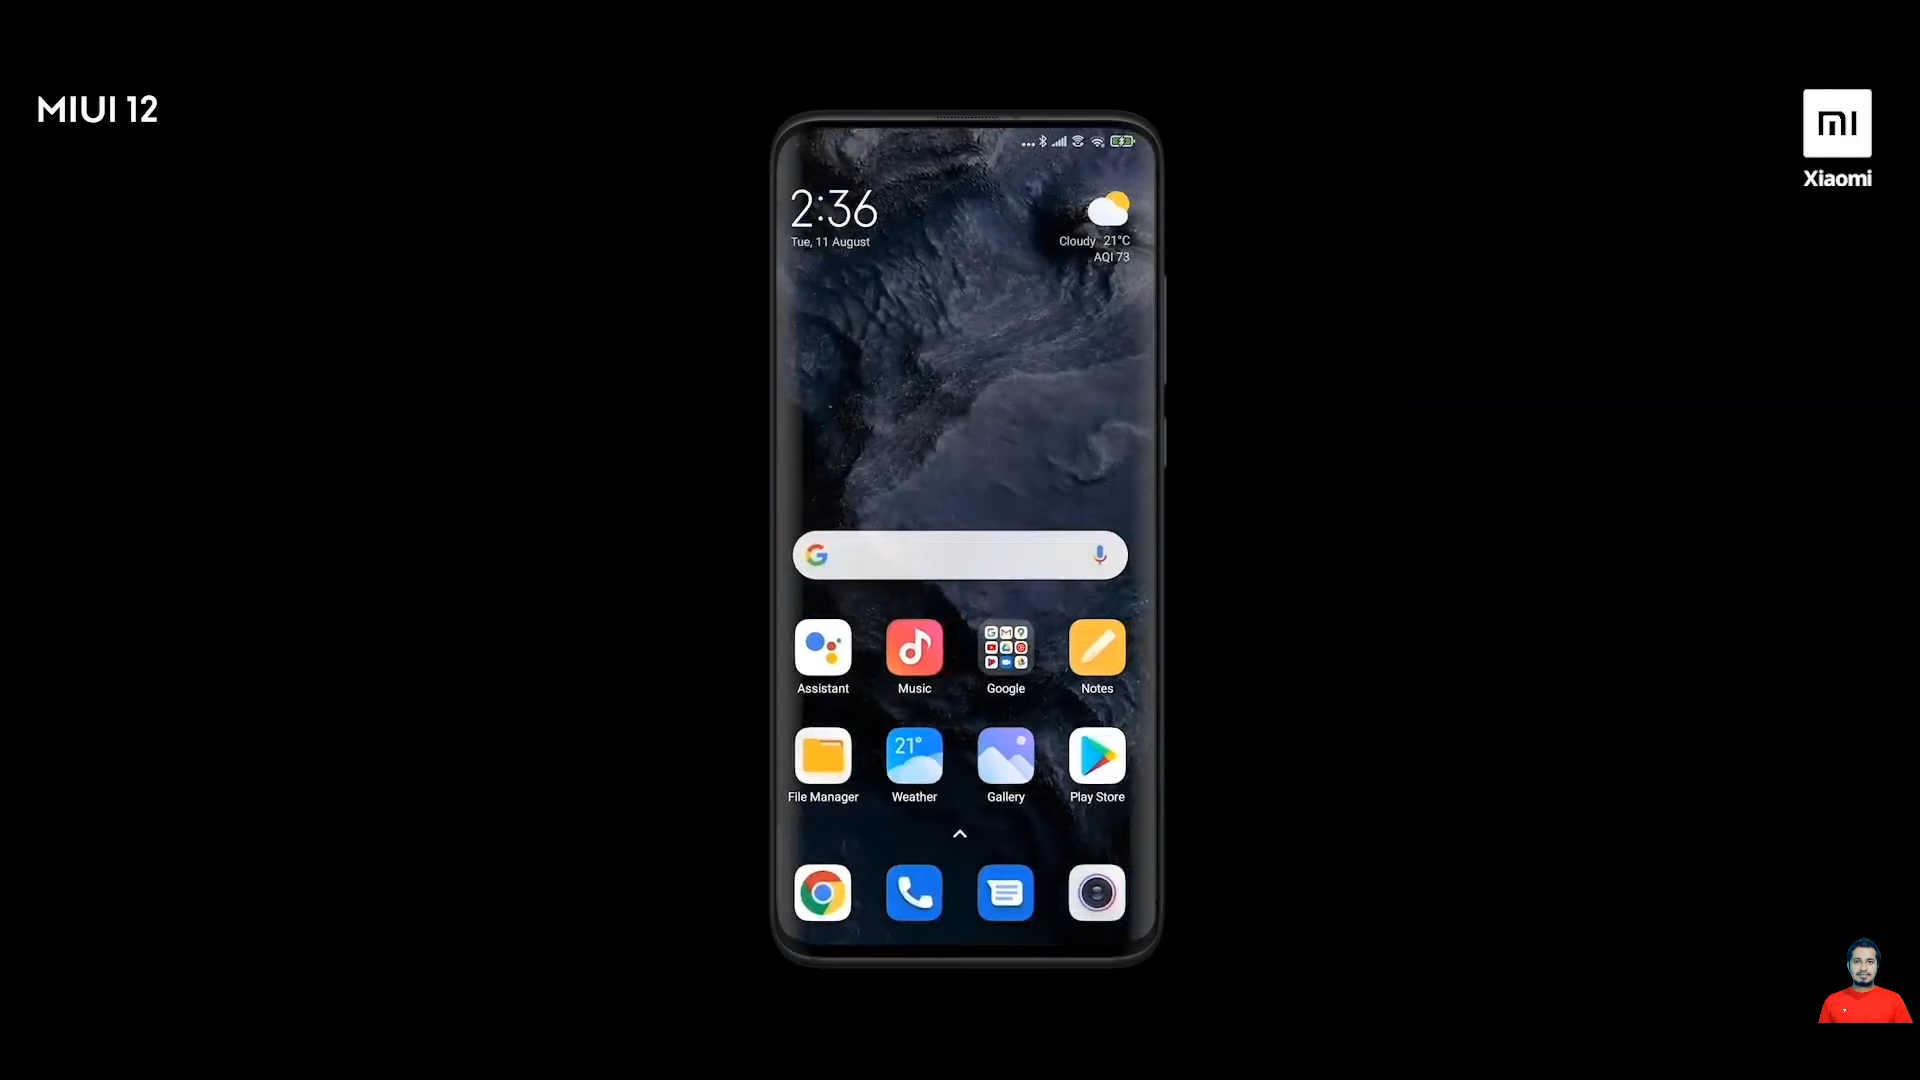 MIUI 12
mi
Xiaomi
2:36
Tue, 11 August
Cloudy 21°C
AQI 73
G
Assistant
Music
Google
Notes
21°
File Manager
Weather
Gallery
Play Store